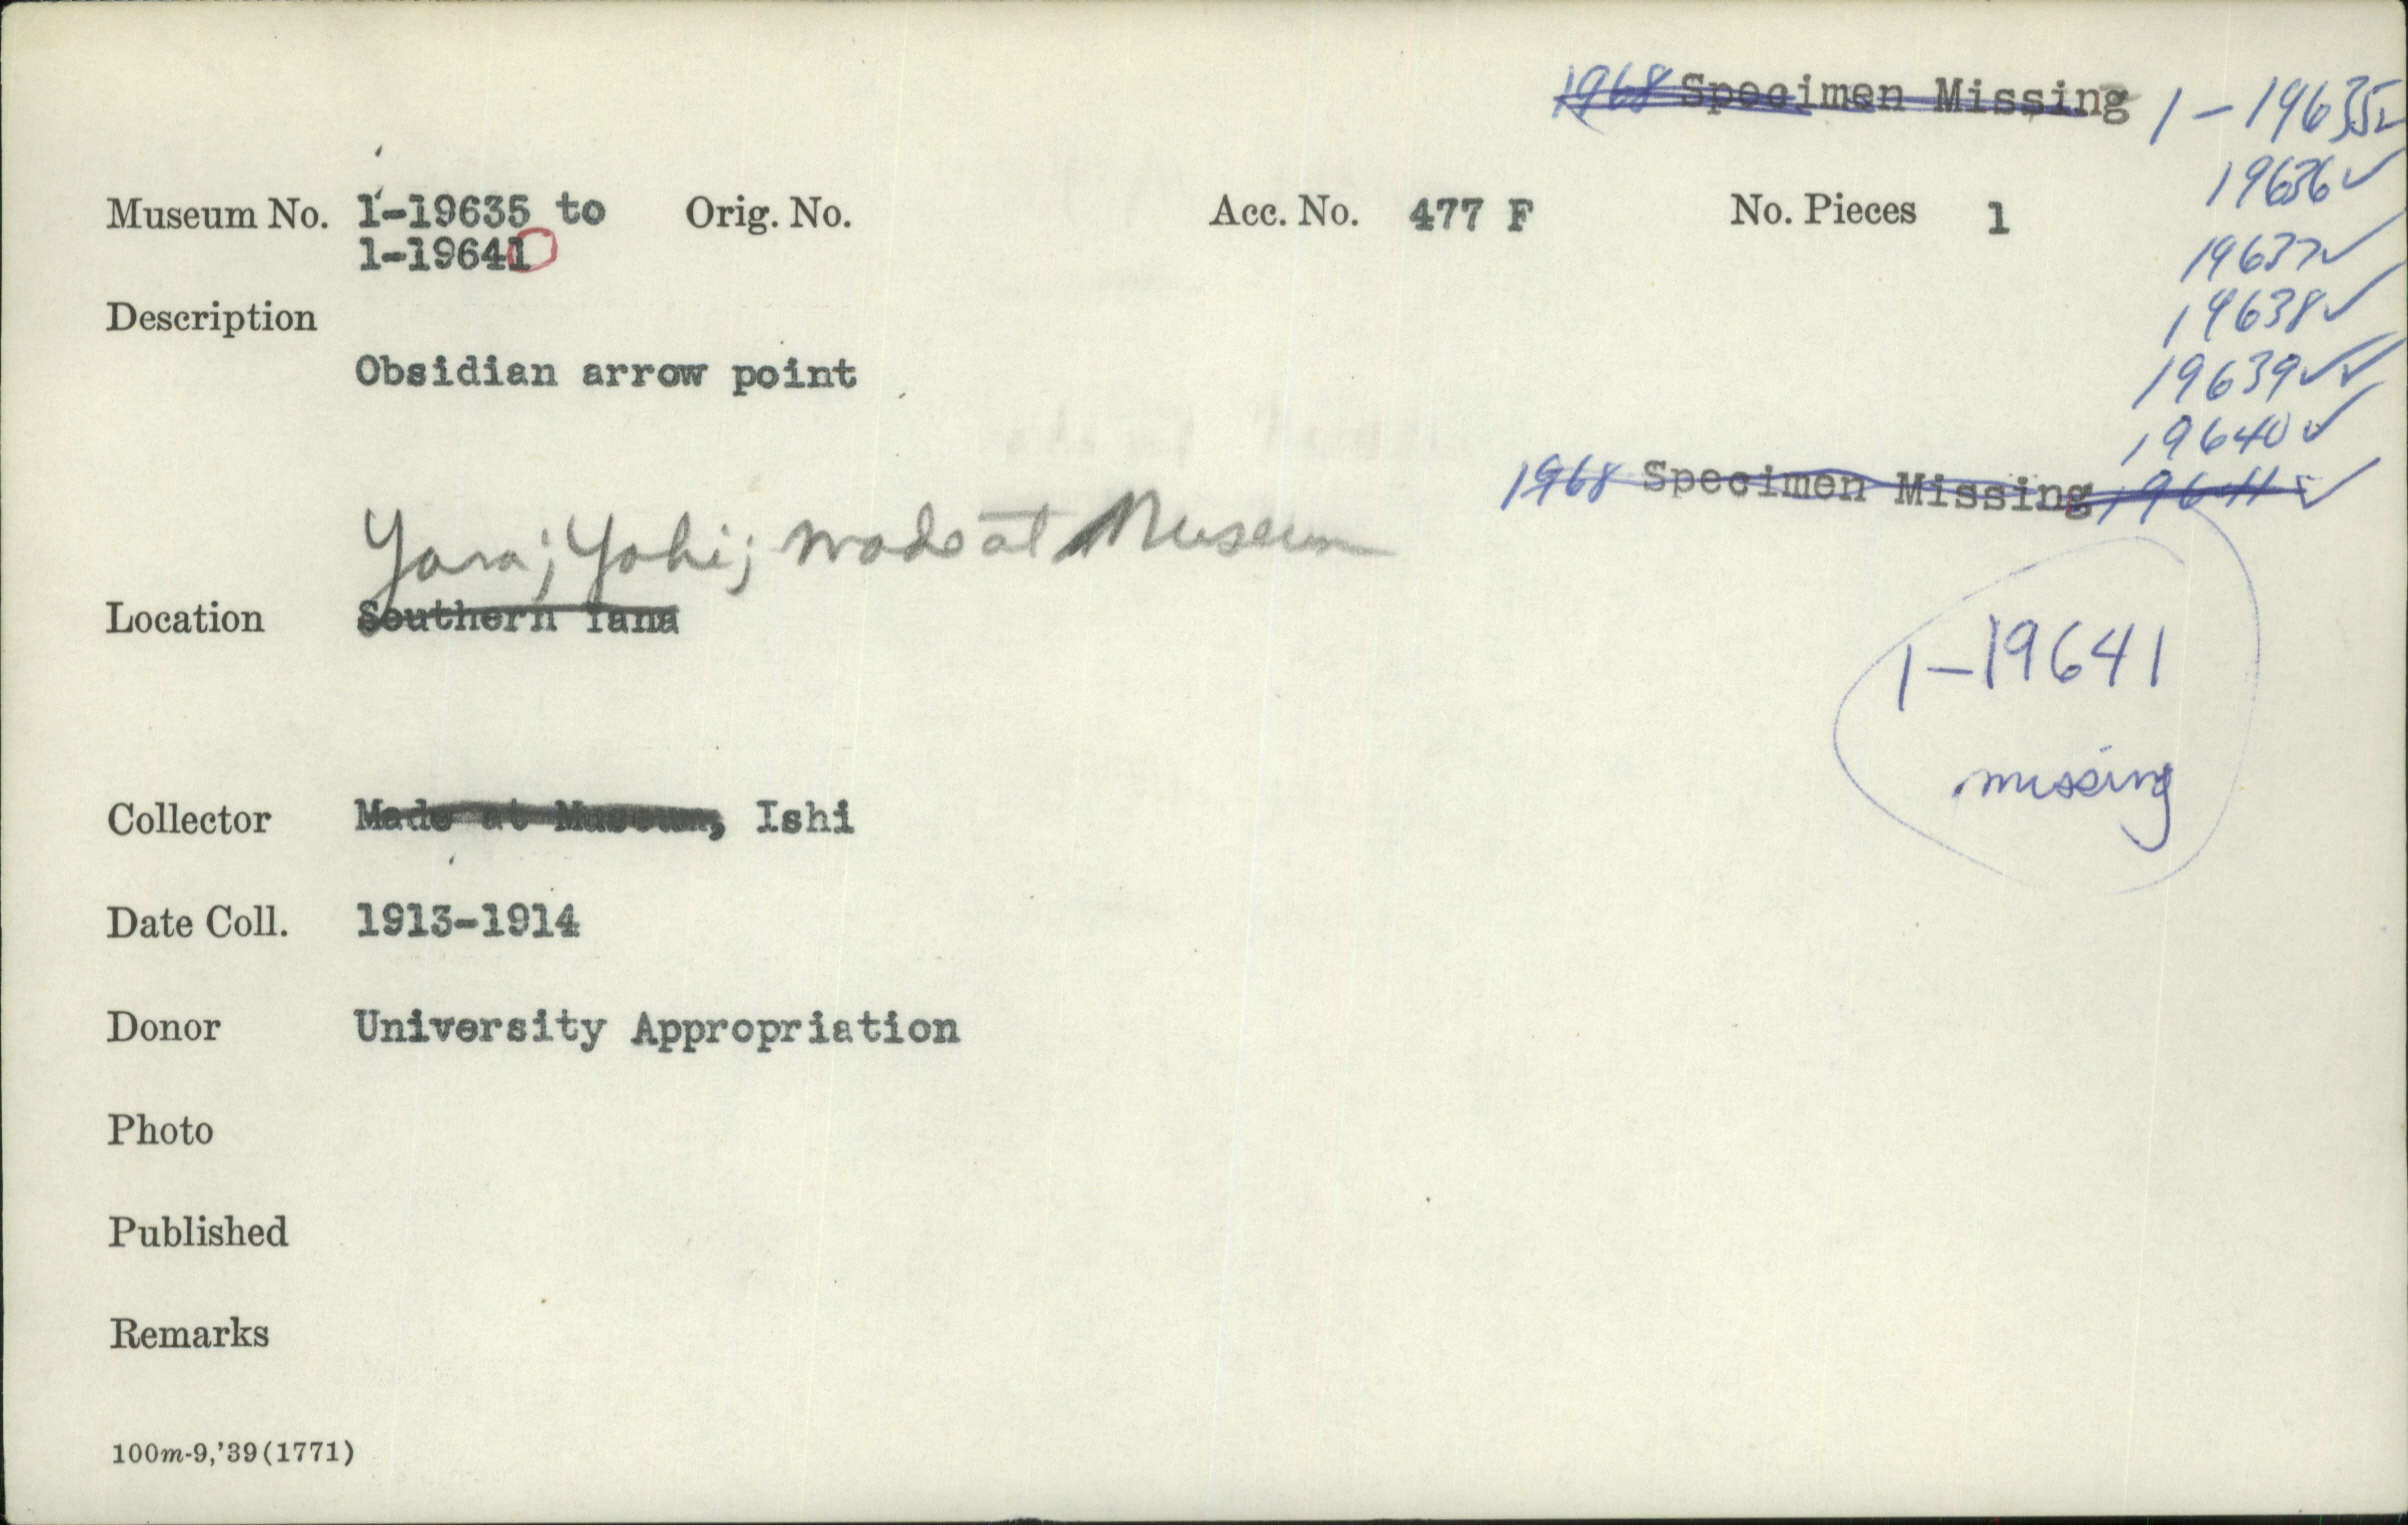 1968 Specimen Missing 1-19635
19636
Museum No. 1-19635 to Orig. No. Acc. No. 477 F No. Pieces 1
1-19641
19637
Description
19638
Obsidian arrow point
19639
19640
1968 Specimen Missing 19641
Yana; Yahi; made at Museum
Location Southern Yana
1-19641
missing
Collector Made at Museum, Ishi
Date Coll. 1913-1914
Donor University Appropriation
Photo
Published
Remarks
100m-9,'39(1771)